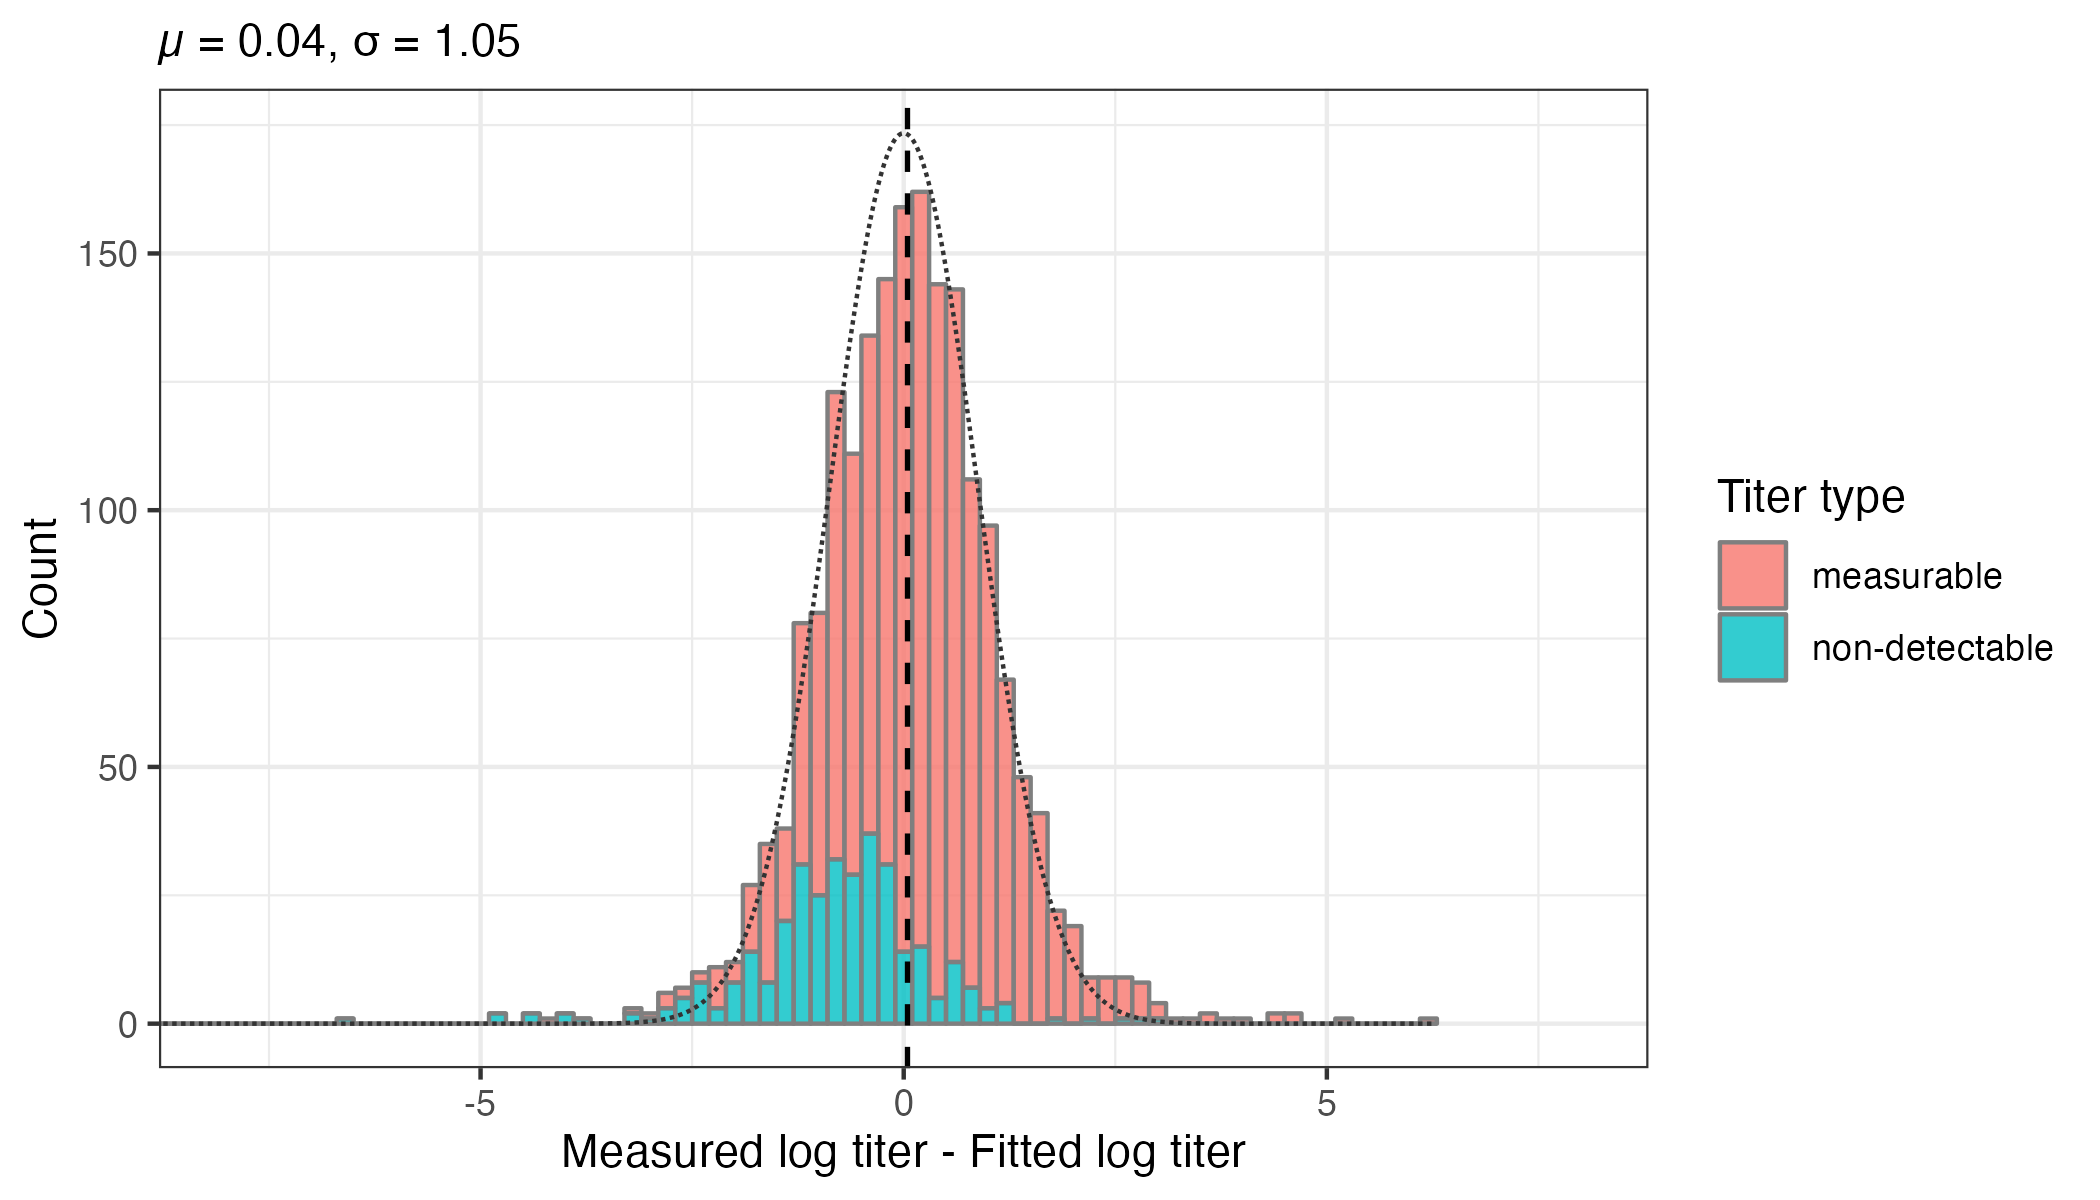 μ = 0.04, σ = 1.05
150
100
50
0
Count
-5
0
5
Measured log titer - Fitted log titer
Titer type
measurable
non-detectable